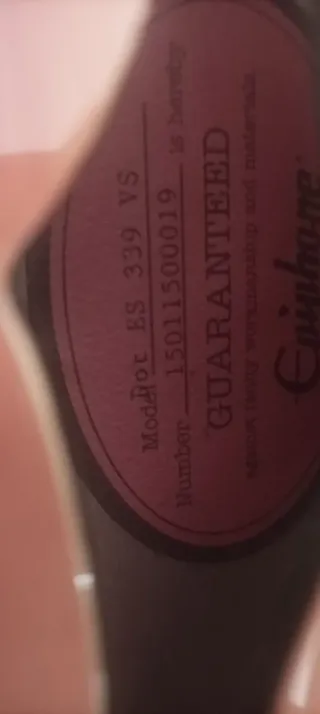 Model Dot ES 339 VS
Number 15011500019 is hereby
GUARANTEED
against faulty workmanship and materials
Epiphone